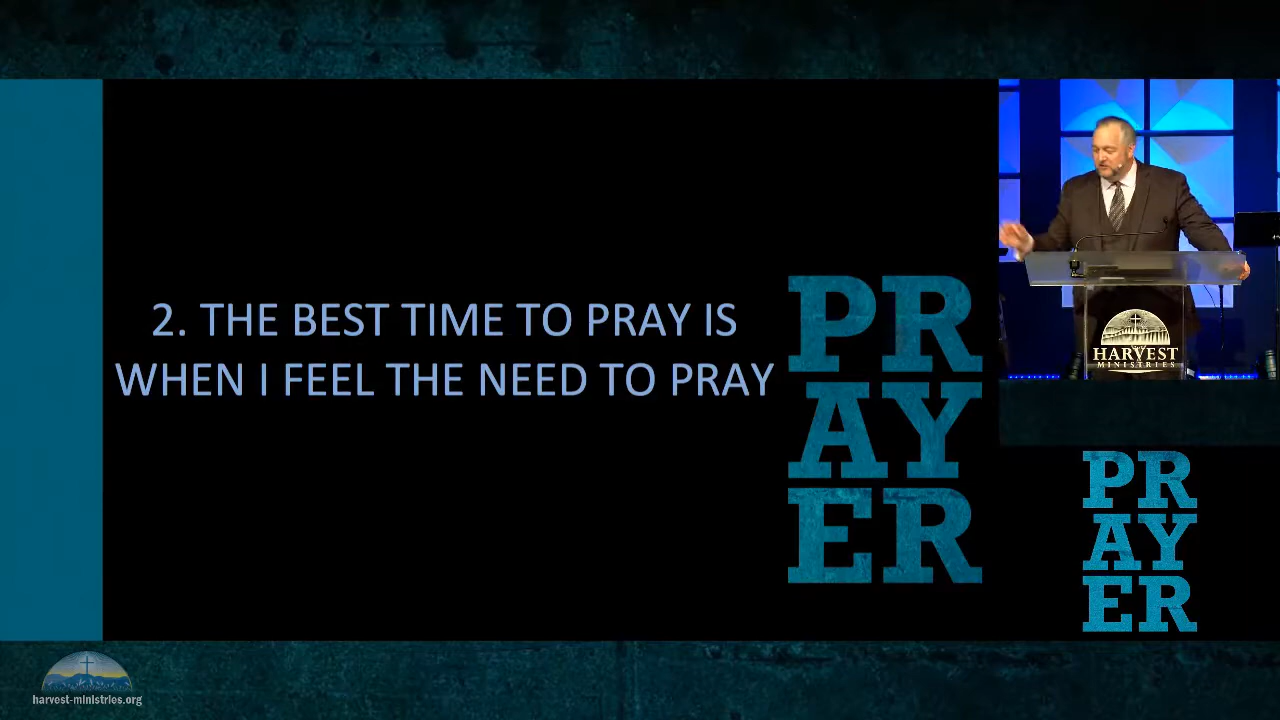 2. THE BEST TIME TO PRAY IS
WHEN I FEEL THE NEED TO PRAY
PR
AY
ER
HARVEST
MINISTRIES
PR
AY
ER
harvest-ministries.org